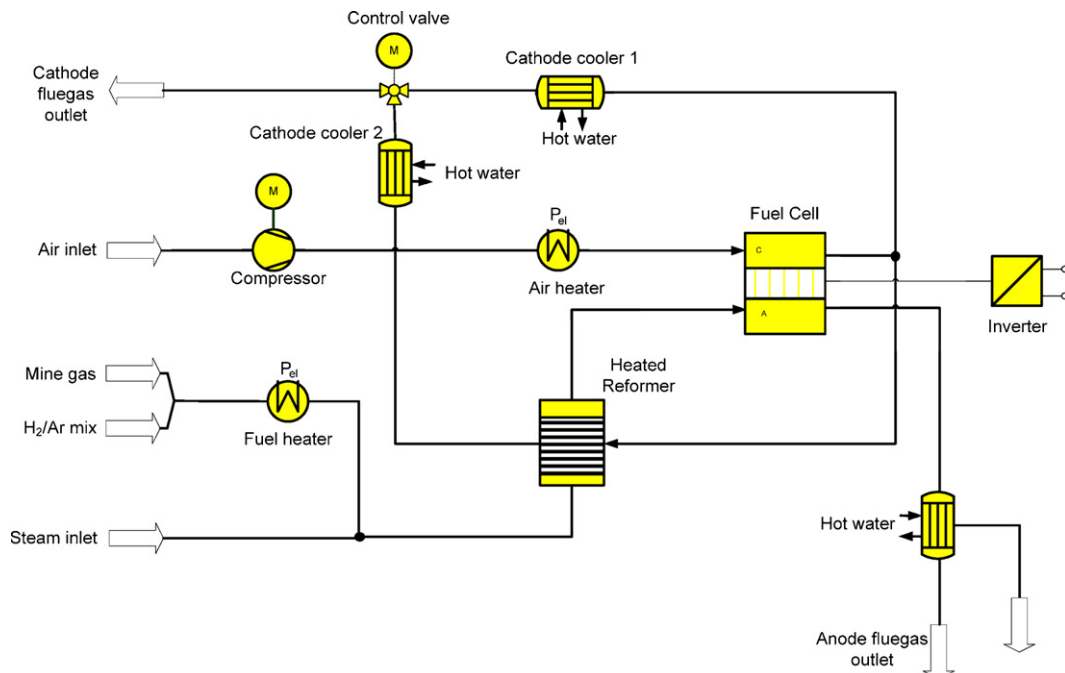 Control valve
M
Cathode cooler 1
Cathode
fluegas
outlet
Hot water
Cathode cooler 2
Hot water
M
Pel
Fuel Cell
Air inlet
C
Compressor
Air heater
A
Inverter
Mine gas
Pel
Heated
Reformer
H2/Ar mix
Fuel heater
Steam inlet
Hot water
Anode fluegas
outlet